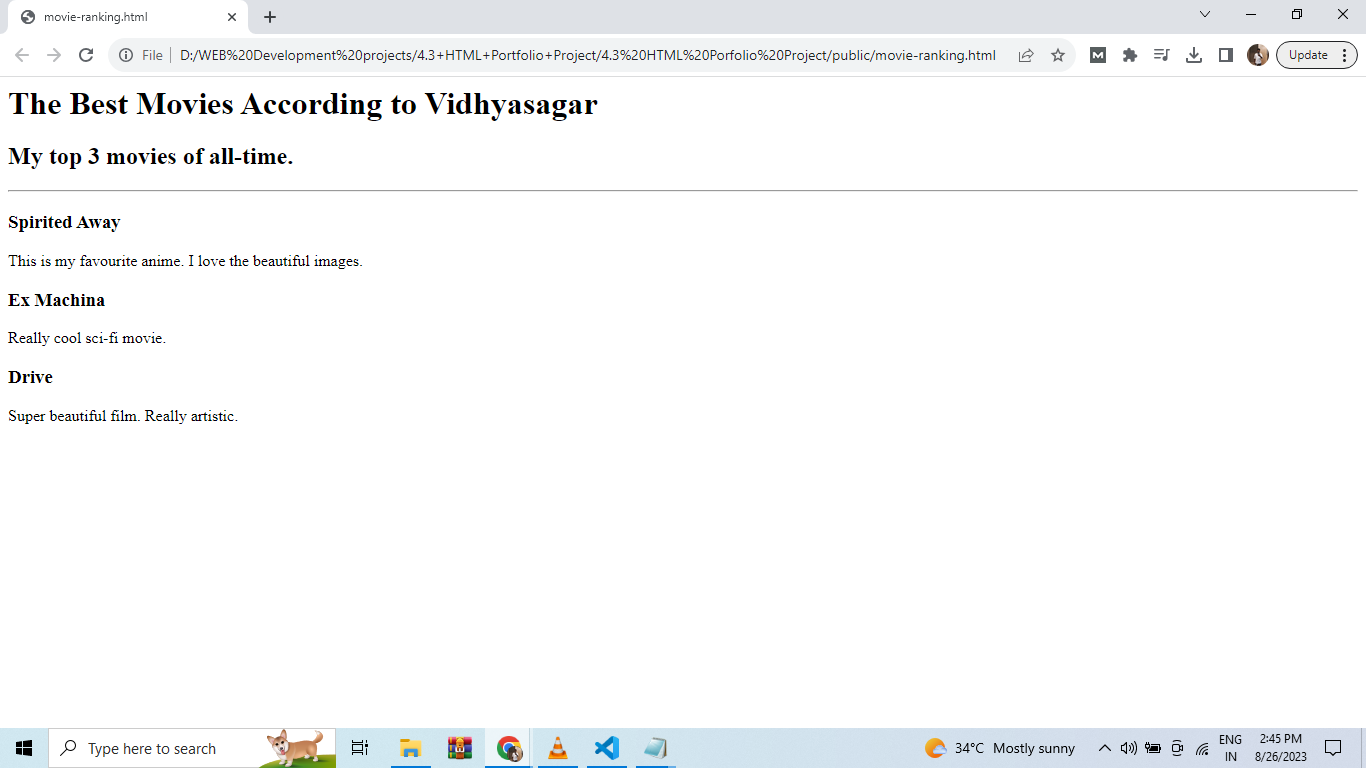 movie-ranking.html
File
D:/WEB%20Development%20projects/4.3+HTML+Portfolio+Project/4.3%20HTML%20Porfolio%20Project/public/movie-ranking.html
M
Update
The Best Movies According to Vidhyasagar
My top 3 movies of all-time.
Spirited Away
This is my favourite anime. I love the beautiful images.
Ex Machina
Really cool sci-fi movie.
Drive
Super beautiful film. Really artistic.
Type here to search
34°C Mostly sunny
ENG
IN
2:45 PM
8/26/2023